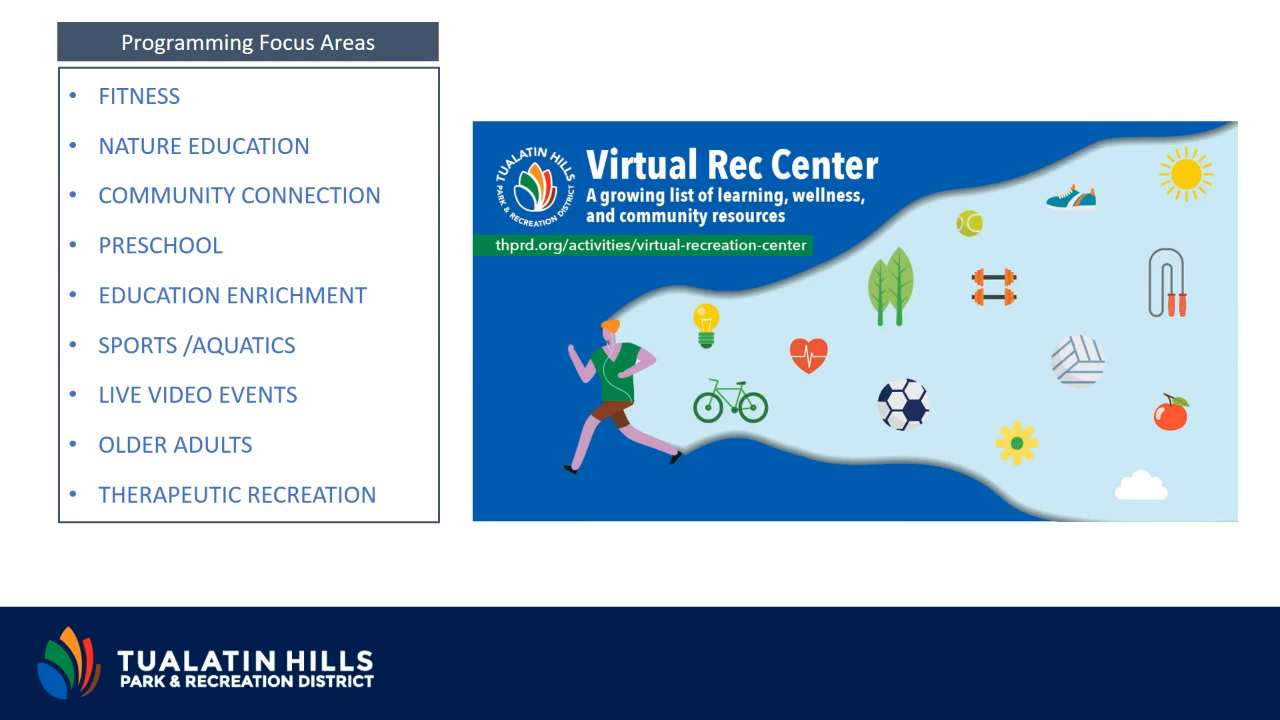 Programming Focus Areas
• FITNESS
• NATURE EDUCATION
• COMMUNITY CONNECTION
• PRESCHOOL
• EDUCATION ENRICHMENT
• SPORTS /AQUATICS
• LIVE VIDEO EVENTS
• OLDER ADULTS
• THERAPEUTIC RECREATION
TUALATIN HILLS
PARK & RECREATION DISTRICT
Virtual Rec Center
A growing list of learning, wellness,
and community resources
thprd.org/activities/virtual-recreation-center
TUALATIN HILLS
PARK & RECREATION DISTRICT